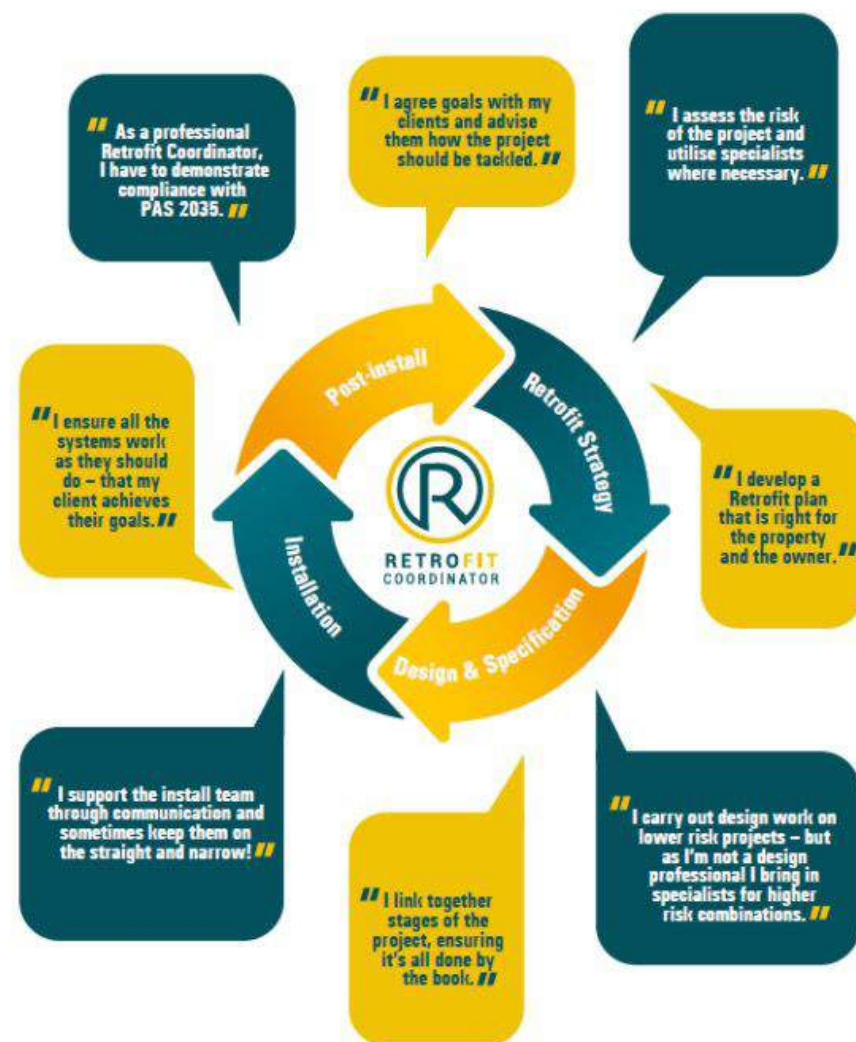 "As a professional
Retrofit Coordinator,
I have to demonstrate
compliance with
PAS 2035."
"I agree goals with my
clients and advise
them how the project
should be tackled."
"I assess the risk
of the project and
utilise specialists
where necessary."
"I ensure all the
systems work
as they should
do – that my
client achieves
their goals."
Post-install
Retrofit Strategy
Design & Specification
Installation
R
RETROFIT
COORDINATOR
"I develop a
Retrofit plan
that is right for
the property
and the owner."
"I support the install team
through communication and
sometimes keep them on
the straight and narrow!"
"I link together
stages of the
project, ensuring
it's all done by
the book."
"I carry out design work on
lower risk projects – but
as I'm not a design
professional I bring in
specialists for higher
risk combinations."